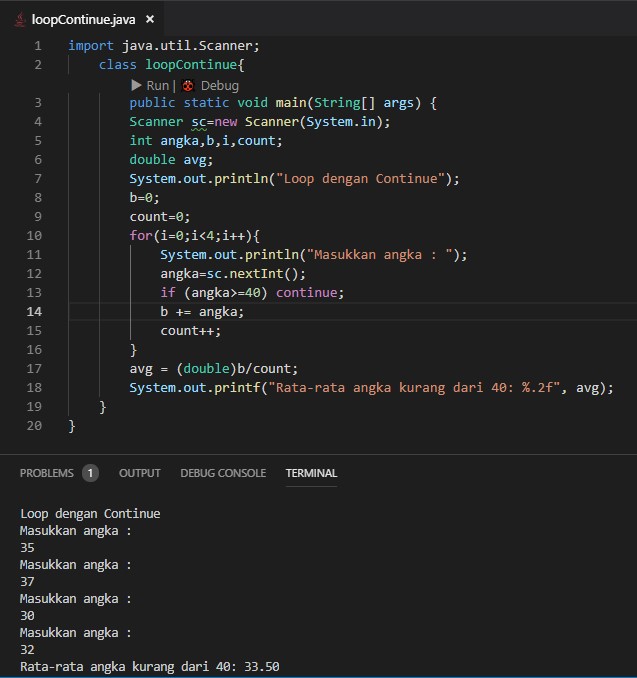 loopContinue.java ×
1 import java.util.Scanner;
2 class loopContinue{
Run | Debug
3 public static void main(String[] args) {
4 Scanner sc=new Scanner(System.in);
5 int angka,b,i,count;
6 double avg;
7 System.out.println("Loop dengan Continue");
8 b=0;
9 count=0;
10 for(i=0;i<4;i++){
11 System.out.println("Masukkan angka : ");
12 angka=sc.nextInt();
13 if (angka>=40) continue;
14 b += angka;
15 count++;
16 }
17 avg = (double)b/count;
18 System.out.printf("Rata-rata angka kurang dari 40: %.2f", avg);
19 }
20 }
PROBLEMS 1 OUTPUT DEBUG CONSOLE TERMINAL
Loop dengan Continue
Masukkan angka :
35
Masukkan angka :
37
Masukkan angka :
30
Masukkan angka :
32
Rata-rata angka kurang dari 40: 33.50